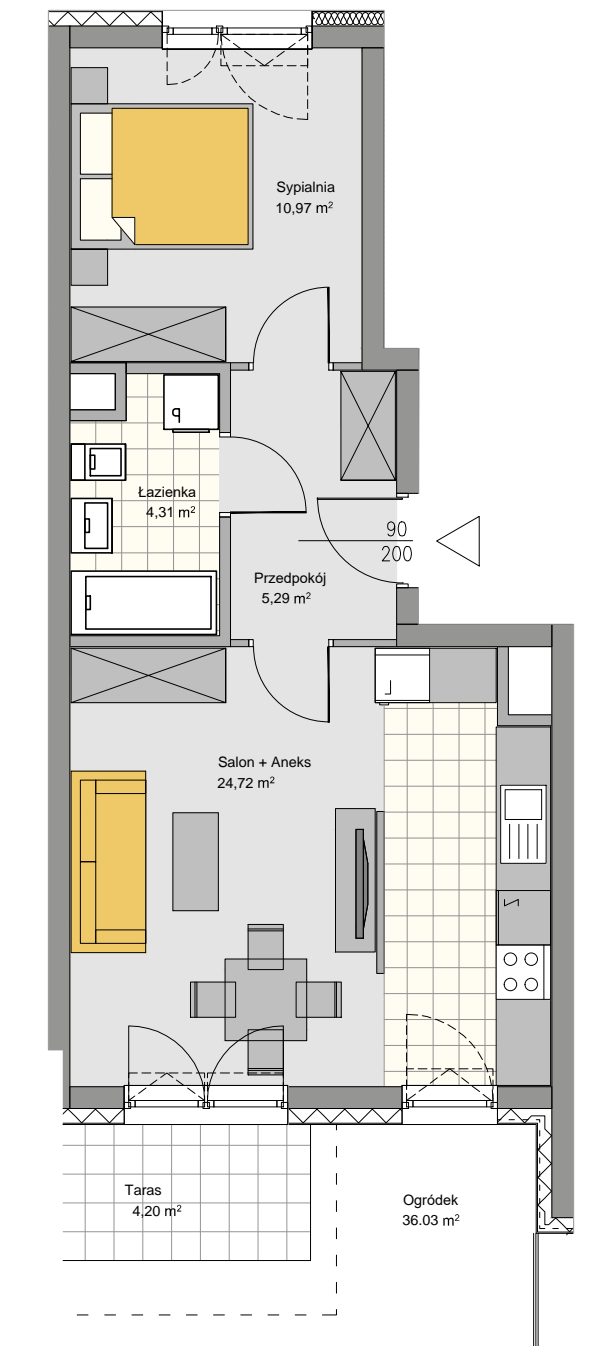 Sypialnia
10,97 m²
Łazienka
4,31 m²
90
200
Przedpokój
5,29 m²
Salon + Aneks
24,72 m²
Taras
4,20 m²
Ogródek
36.03 m²